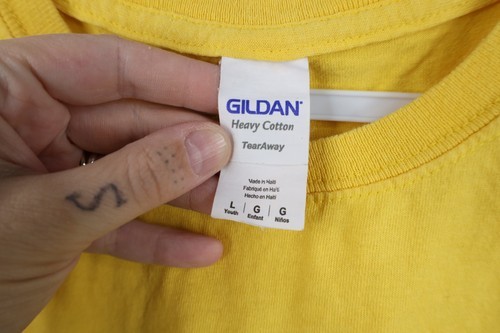 GILDAN
Heavy Cotton
TearAway
Made in Haiti
Fabriqué en Haïti
Hecho en Haití
L G G
Youth Enfant Niños